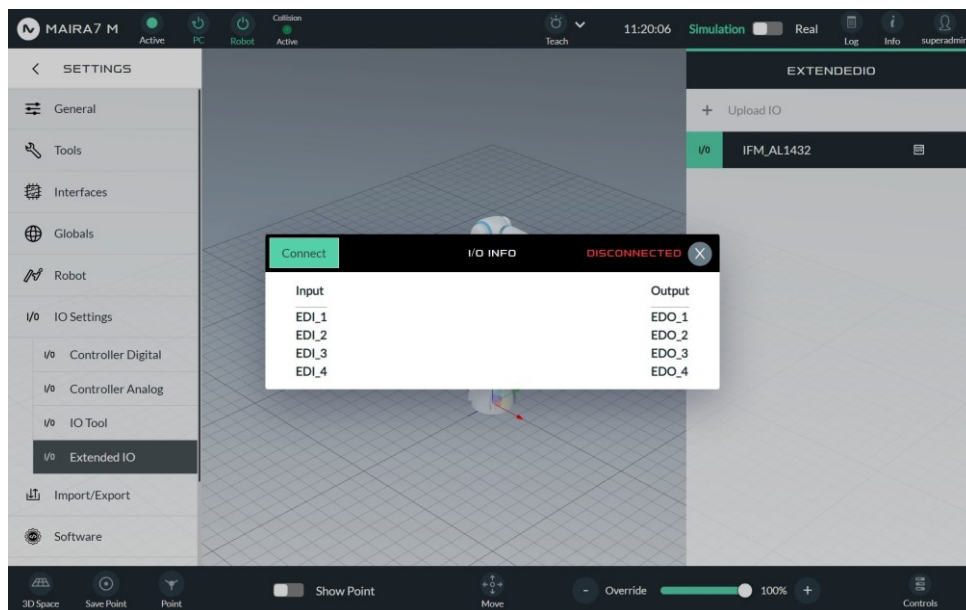 MAIRA7 M
Active
PC
Robot
Collision
Active
Teach
11:20:06
Simulation
Real
Log
Info
superadmin
SETTINGS
General
Tools
Interfaces
Globals
Robot
I/O IO Settings
I/O Controller Digital
I/O Controller Analog
I/O IO Tool
I/O Extended IO
Import/Export
Software
Connect
I/O INFO
DISCONNECTED
X
Input
Output
EDI_1
EDO_1
EDI_2
EDO_2
EDI_3
EDO_3
EDI_4
EDO_4
EXTENDEDIO
+ Upload IO
I/O IFM_AL1432
3D Space
Save Point
Point
Show Point
Move
- Override
100% +
Controls